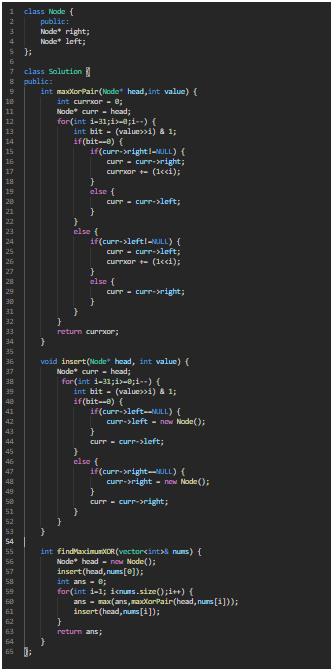 1 class Node {
2     public:
3     Node* right;
4     Node* left;
5 };
6
7 class Solution {
8 public:
9     int maxXorPair(Node* head,int value) {
10         int currxor = 0;
11         Node* curr = head;
12         for(int i=31;i>=0;i--) {
13             int bit = (value>>i) & 1;
14             if(bit==0) {
15                 if(curr->right!=NULL) {
16                     curr = curr->right;
17                     currxor += (1<<i);
18                 }
19                 else {
20                     curr = curr->left;
21                 }
22             }
23             else {
24                 if(curr->left!=NULL) {
25                     curr = curr->left;
26                     currxor += (1<<i);
27                 }
28                 else {
29                     curr = curr->right;
30                 }
31             }
32         }
33         return currxor;
34     }
35
36     void insert(Node* head, int value) {
37         Node* curr = head;
38          for(int i=31;i>=0;i--) {
39             int bit = (value>>i) & 1;
40             if(bit==0) {
41                 if(curr->left==NULL) {
42                     curr->left = new Node();
43                 }
44                 curr = curr->left;
45             }
46             else {
47                 if(curr->right==NULL) {
48                     curr->right = new Node();
49                 }
50                 curr = curr->right;
51             }
52         }
53     }
54
55     int findMaximumXOR(vector<int>& nums) {
56         Node* head = new Node();
57         insert(head,nums[0]);
58         int ans = 0;
59         for(int i=1; i<nums.size();i++) {
60             ans = max(ans,maxXorPair(head,nums[i]));
61             insert(head,nums[i]);
62         }
63         return ans;
64     }
65 };